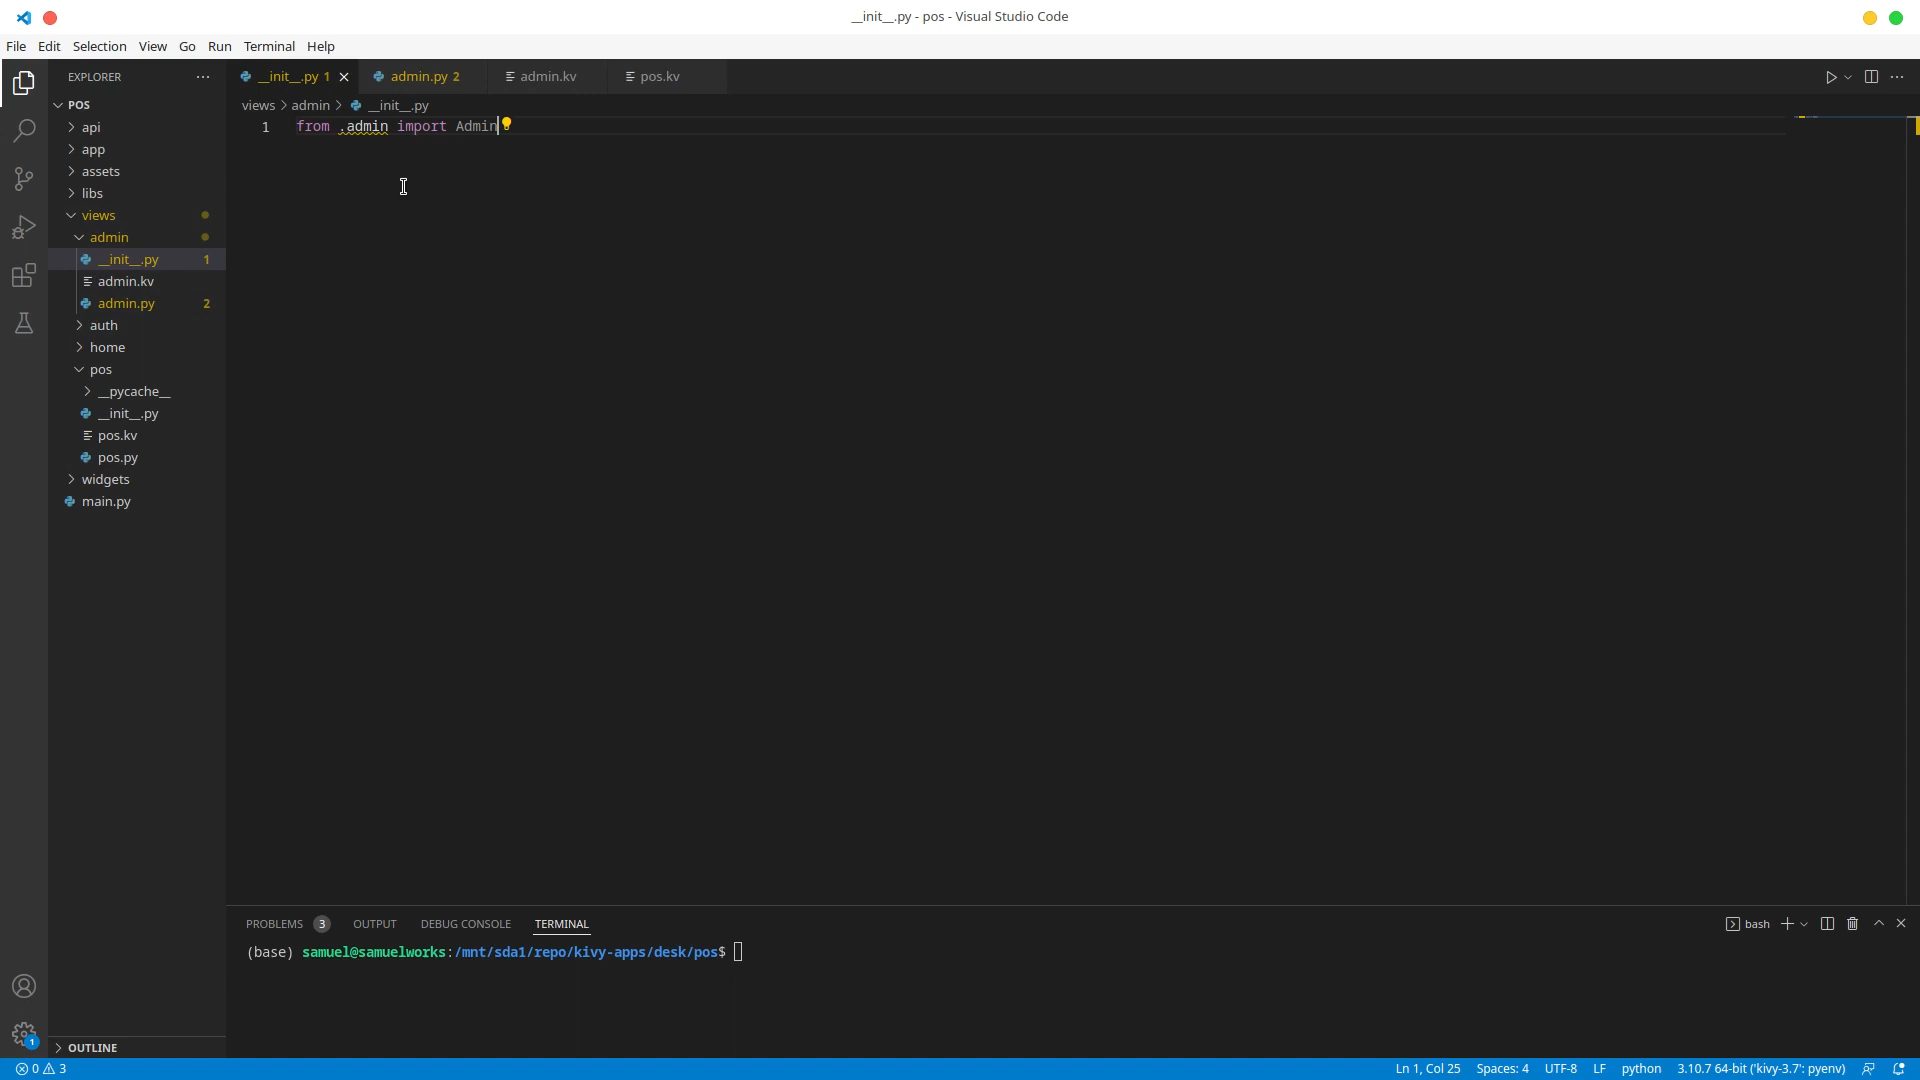 __init__.py - pos - Visual Studio Code
File Edit Selection View Go Run Terminal Help
EXPLORER
__init__.py 1
admin.py 2
admin.kv
pos.kv
views > admin > __init__.py
1 from .admin import Admin
POS
api
app
assets
libs
views
admin
__init__.py 1
admin.kv
admin.py 2
auth
home
pos
__pycache__
__init__.py
pos.kv
pos.py
widgets
main.py
PROBLEMS 3 OUTPUT DEBUG CONSOLE TERMINAL
bash
(base) samuel@samuelworks:/mnt/sda1/repo/kivy-apps/desk/pos$
1
OUTLINE
0 3
Ln 1, Col 25 Spaces: 4 UTF-8 LF python 3.10.7 64-bit ('kivy-3.7': pyenv)